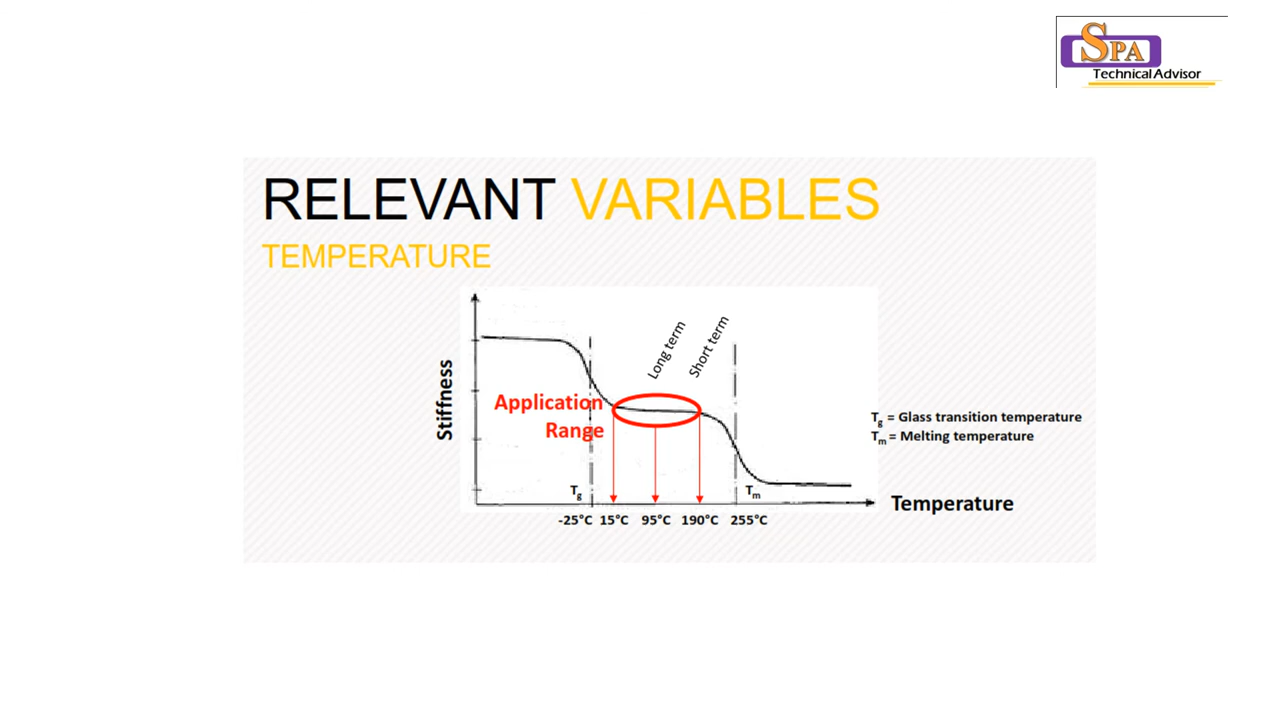 SPA
Technical Advisor
RELEVANT VARIABLES
TEMPERATURE
Stiffness
Long term
Short term
Application
Range
Tg = Glass transition temperature
Tm = Melting temperature
Tg
Tm
Temperature
-25°C 15°C 95°C 190°C 255°C